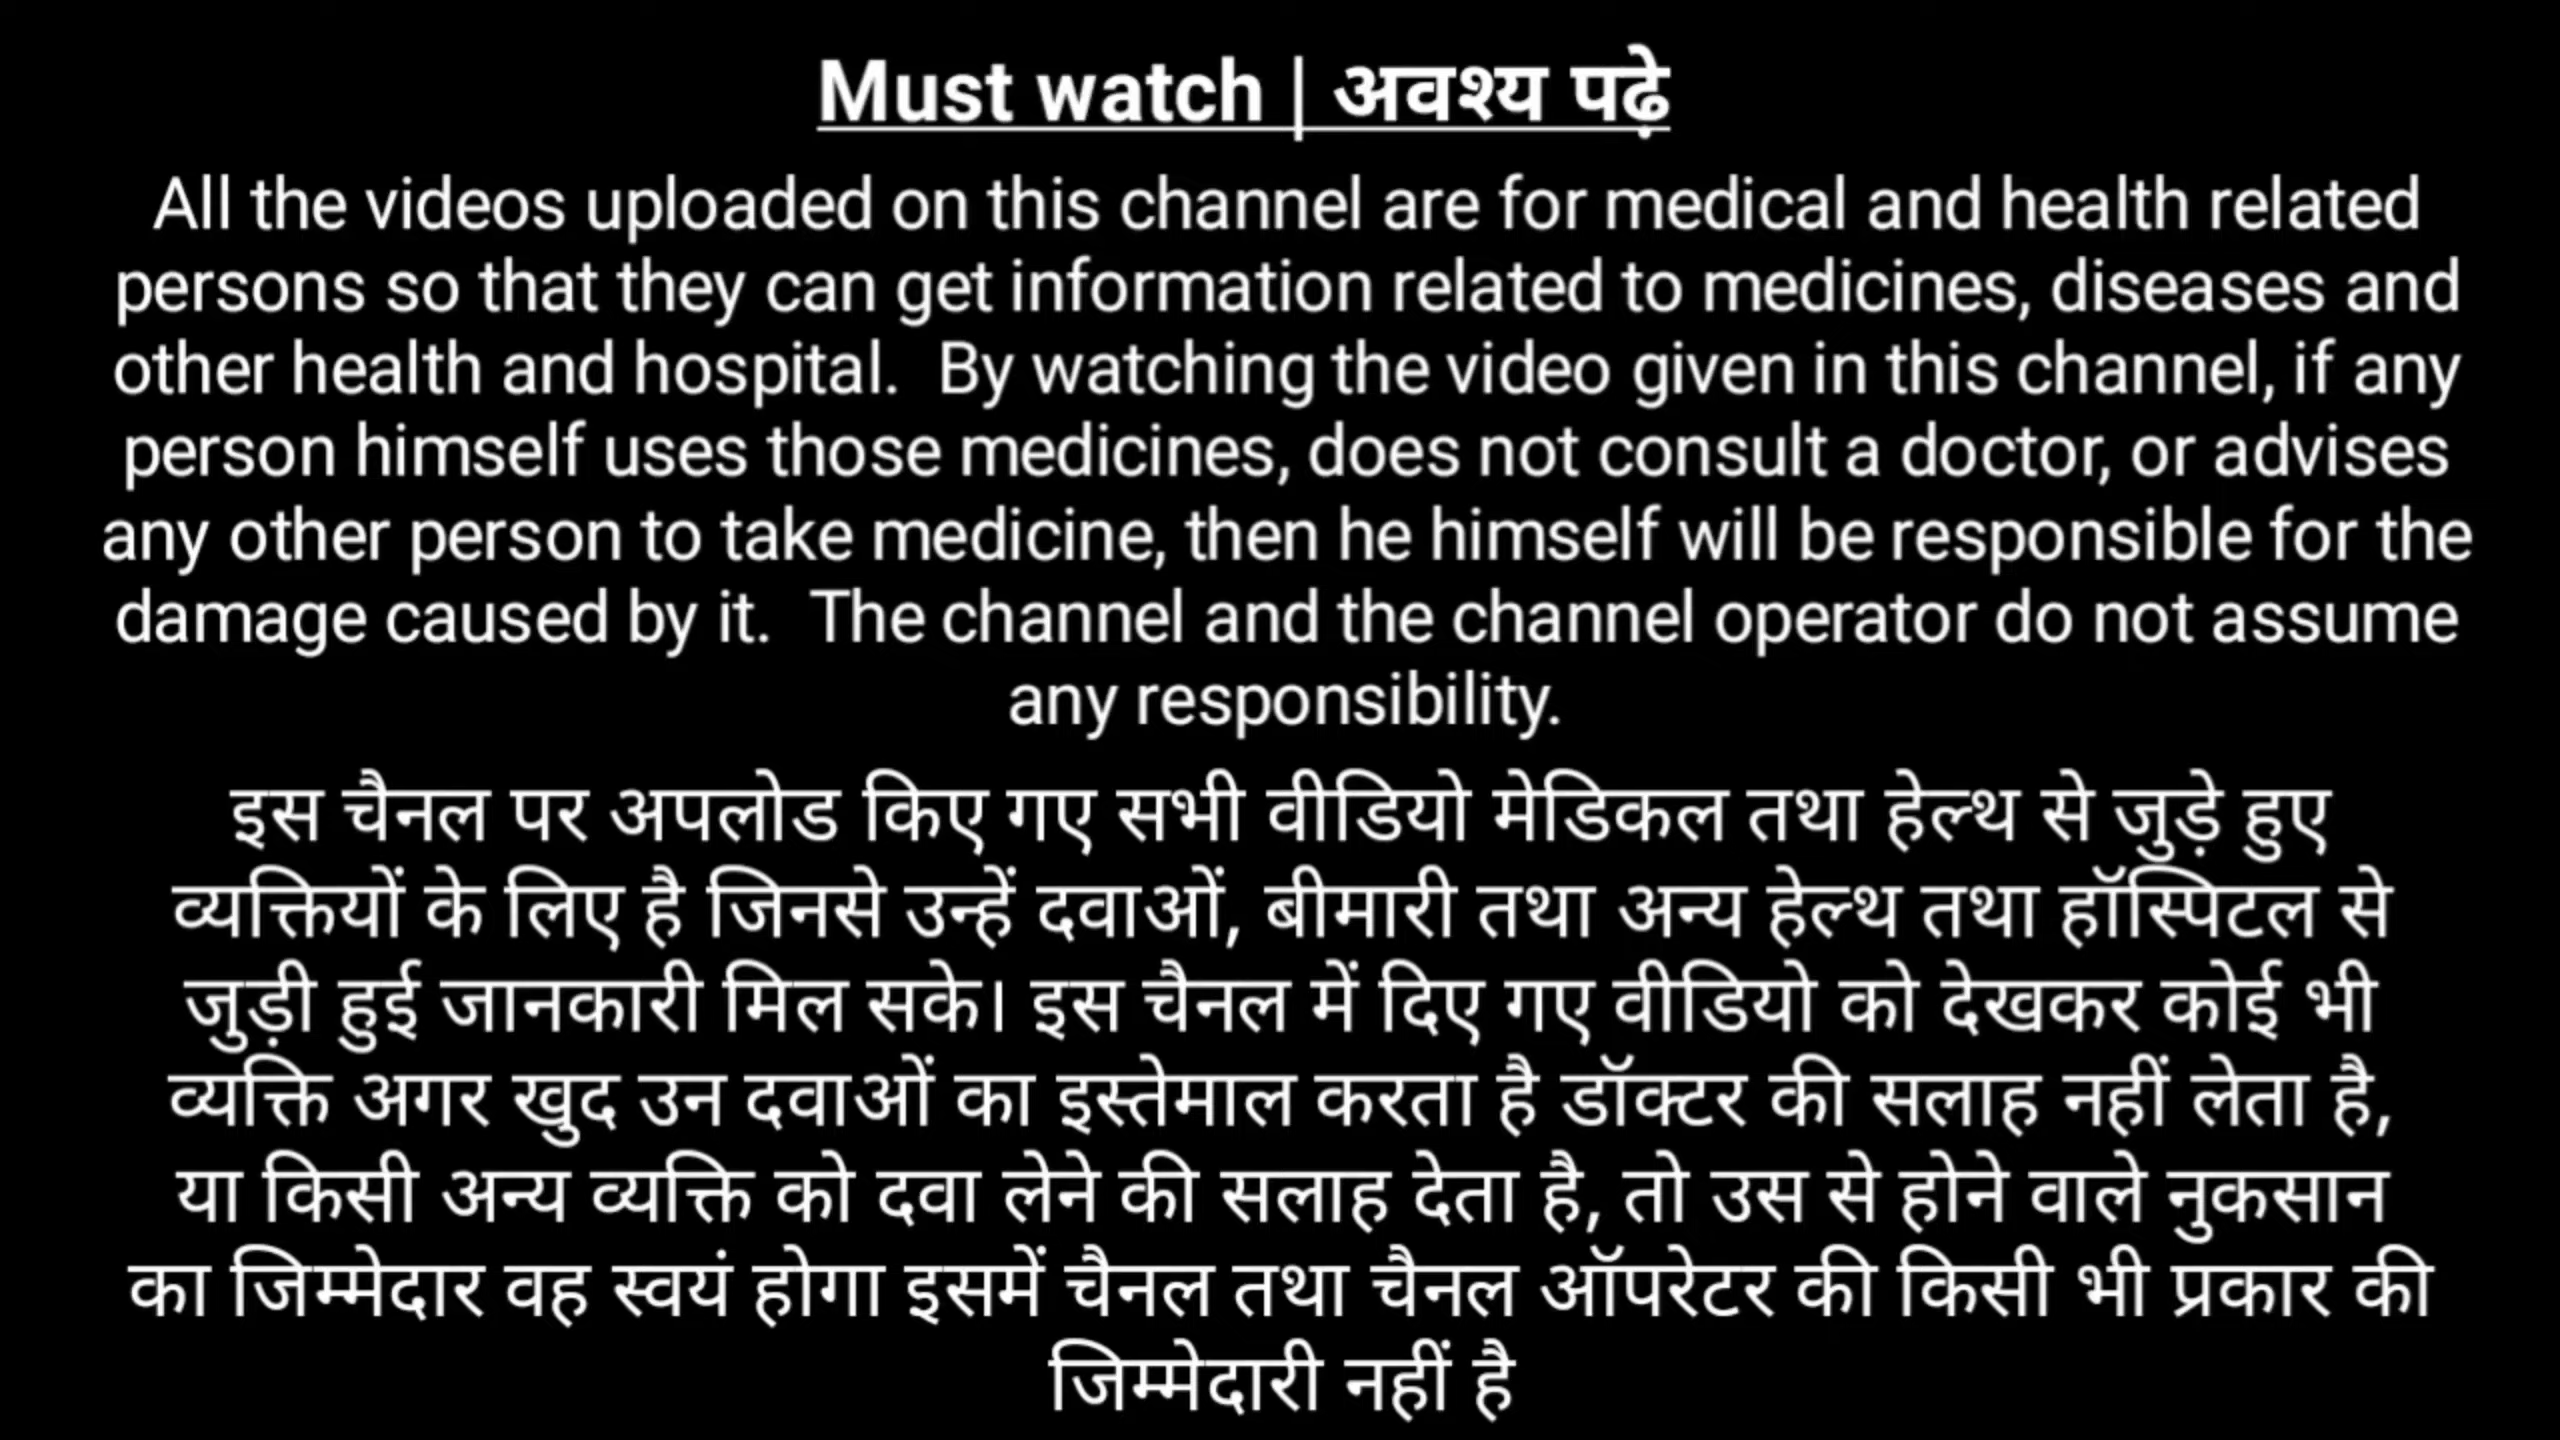 Must watch | अवश्य पढ़े
All the videos uploaded on this channel are for medical and health related
persons so that they can get information related to medicines, diseases and
other health and hospital.  By watching the video given in this channel, if any
person himself uses those medicines, does not consult a doctor, or advises
any other person to take medicine, then he himself will be responsible for the
damage caused by it.  The channel and the channel operator do not assume
any responsibility.
इस चैनल पर अपलोड किए गए सभी वीडियो मेडिकल तथा हेल्थ से जुड़े हुए
व्यक्तियों के लिए है जिनसे उन्हें दवाओं, बीमारी तथा अन्य हेल्थ तथा हॉस्पिटल से
जुड़ी हुई जानकारी मिल सके। इस चैनल में दिए गए वीडियो को देखकर कोई भी
व्यक्ति अगर खुद उन दवाओं का इस्तेमाल करता है डॉक्टर की सलाह नहीं लेता है,
या किसी अन्य व्यक्ति को दवा लेने की सलाह देता है, तो उस से होने वाले नुकसान
का जिम्मेदार वह स्वयं होगा इसमें चैनल तथा चैनल ऑपरेटर की किसी भी प्रकार की
जिम्मेदारी नहीं है